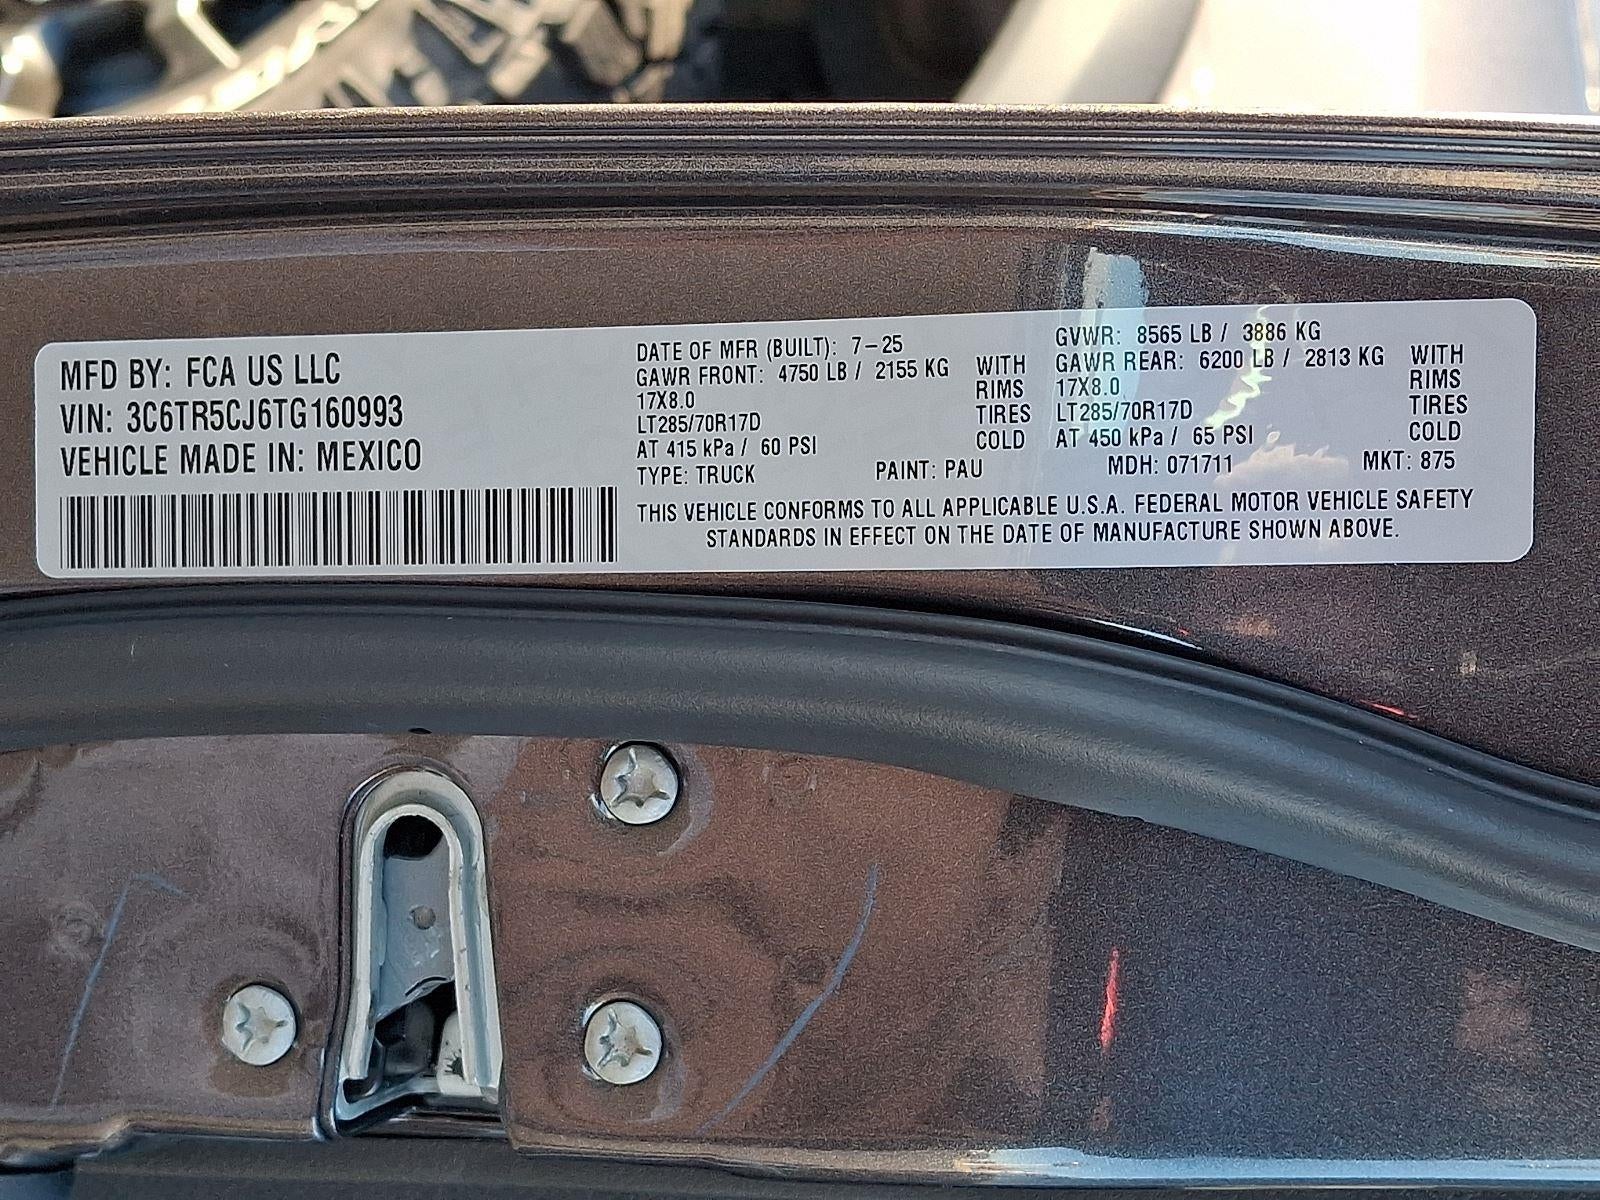 MFD BY: FCA US LLC
VIN: 3C6TR5CJ6TG160993
VEHICLE MADE IN: MEXICO
DATE OF MFR (BUILT): 7-25
GAWR FRONT: 4750 LB / 2155 KG WITH
17X8.0 RIMS
LT285/70R17D TIRES
AT 415 kPa / 60 PSI COLD
GVWR: 8565 LB / 3886 KG
GAWR REAR: 6200 LB / 2813 KG WITH
17X8.0 RIMS
LT285/70R17D TIRES
AT 450 kPa / 65 PSI COLD
TYPE: TRUCK PAINT: PAU MDH: 071711 MKT: 875
THIS VEHICLE CONFORMS TO ALL APPLICABLE U.S.A. FEDERAL MOTOR VEHICLE SAFETY
STANDARDS IN EFFECT ON THE DATE OF MANUFACTURE SHOWN ABOVE.